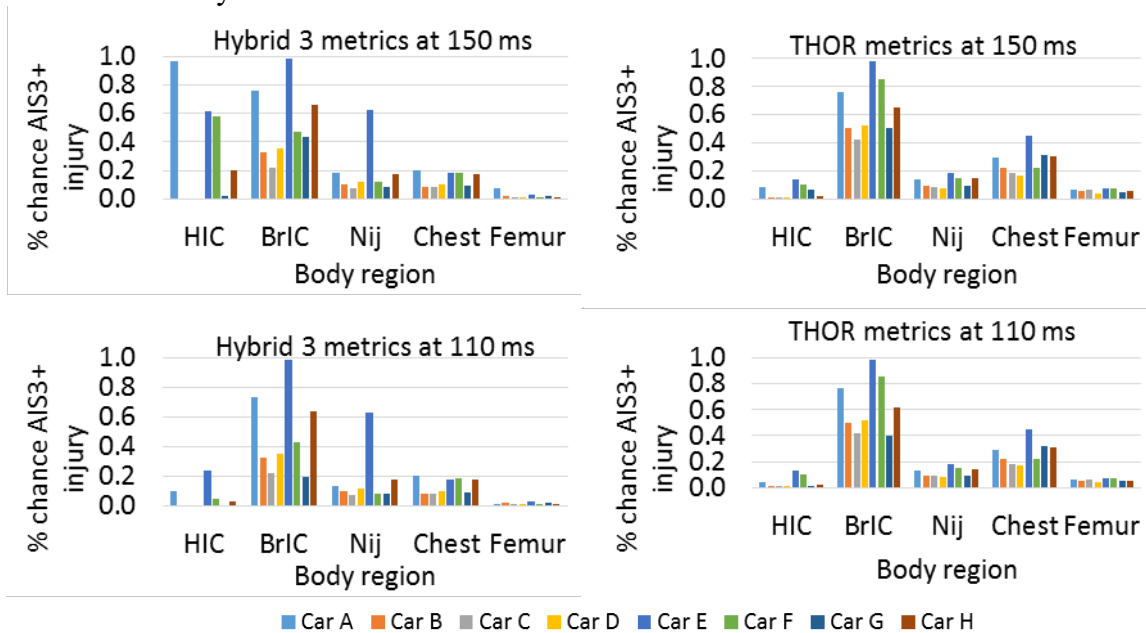 Hybrid 3 metrics at 150 ms
% chance AIS3+
injury
1.0
0.8
0.6
0.4
0.2
0.0
HIC BrIC Nij Chest Femur
Body region
THOR metrics at 150 ms
% chance AIS3+
injury
1.0
0.8
0.6
0.4
0.2
0.0
HIC BrIC Nij Chest Femur
Body region
Hybrid 3 metrics at 110 ms
% chance AIS3+
injury
1.0
0.8
0.6
0.4
0.2
0.0
HIC BrIC Nij Chest Femur
Body region
THOR metrics at 110 ms
% chance AIS3+
injury
1.0
0.8
0.6
0.4
0.2
0.0
HIC BrIC Nij Chest Femur
Body region
Car A Car B Car C Car D Car E Car F Car G Car H